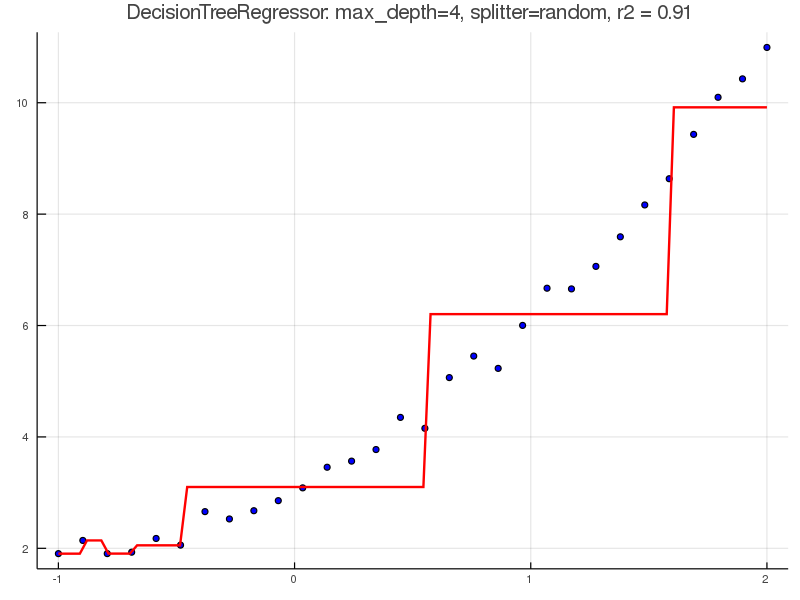 DecisionTreeRegressor: max_depth=4, splitter=random, r2 = 0.91
10
8
6
4
2
-1 0 1 2